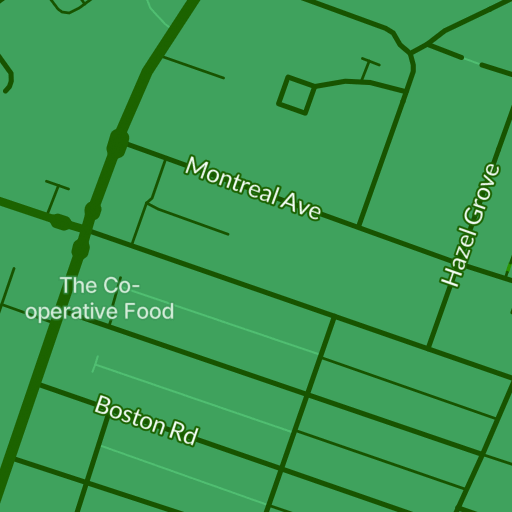 Montreal Ave
Hazel Grove
The Co-
operative Food
Boston Rd